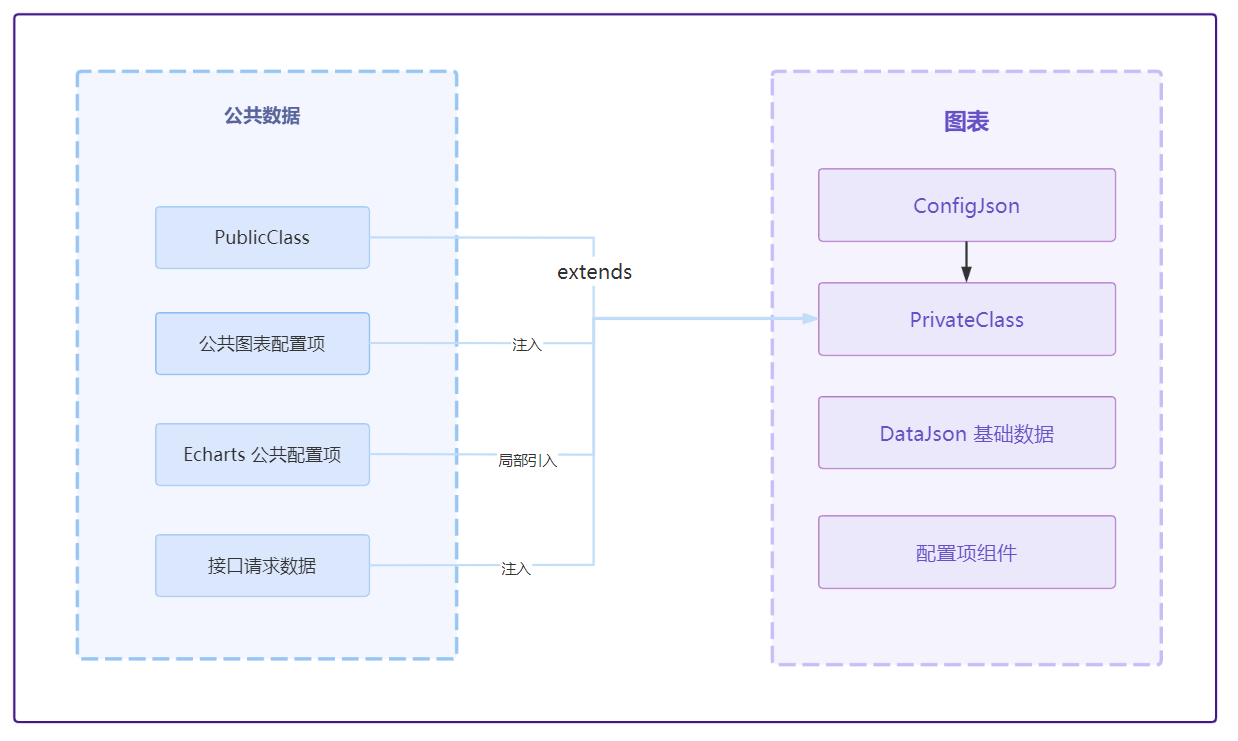 公共数据
PublicClass
公共图表配置项
Echarts 公共配置项
接口请求数据
extends
注入
局部引入
注入
图表
ConfigJson
PrivateClass
DataJson 基础数据
配置项组件